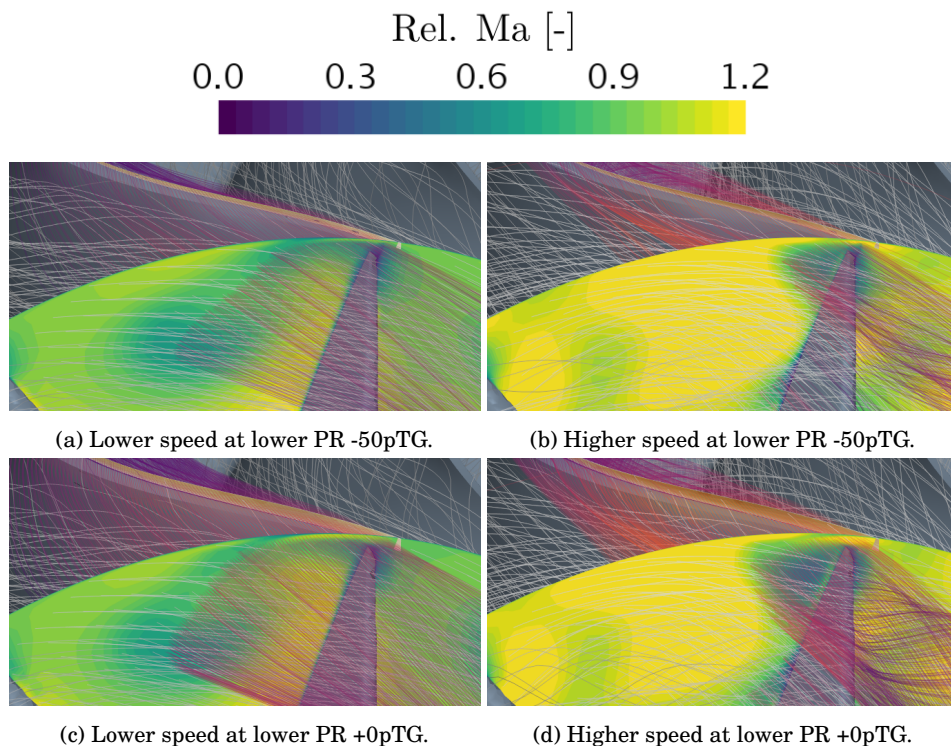 Rel. Ma [-]
0.0 0.3 0.6 0.9 1.2
(a) Lower speed at lower PR -50pTG.
(b) Higher speed at lower PR -50pTG.
(c) Lower speed at lower PR +0pTG.
(d) Higher speed at lower PR +0pTG.